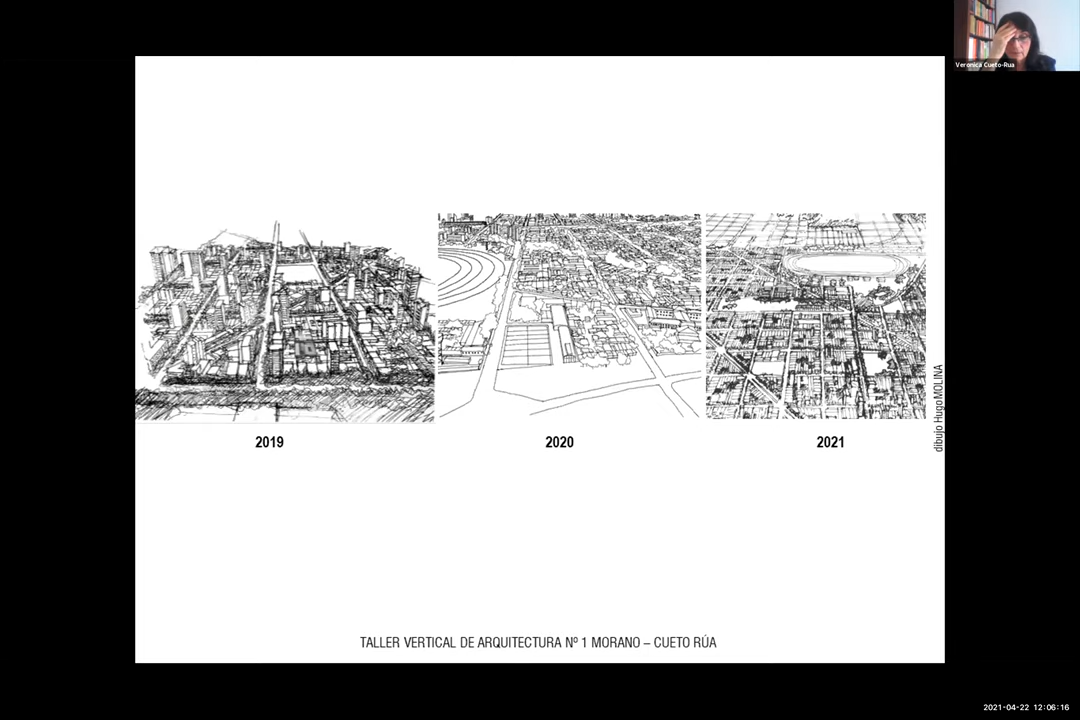 Veronica Cueto-Rua
2019
2020
2021
dibujo HugoMOLINA
TALLER VERTICAL DE ARQUITECTURA Nº 1 MORANO – CUETO RÚA
2021-04-22 12:06:16